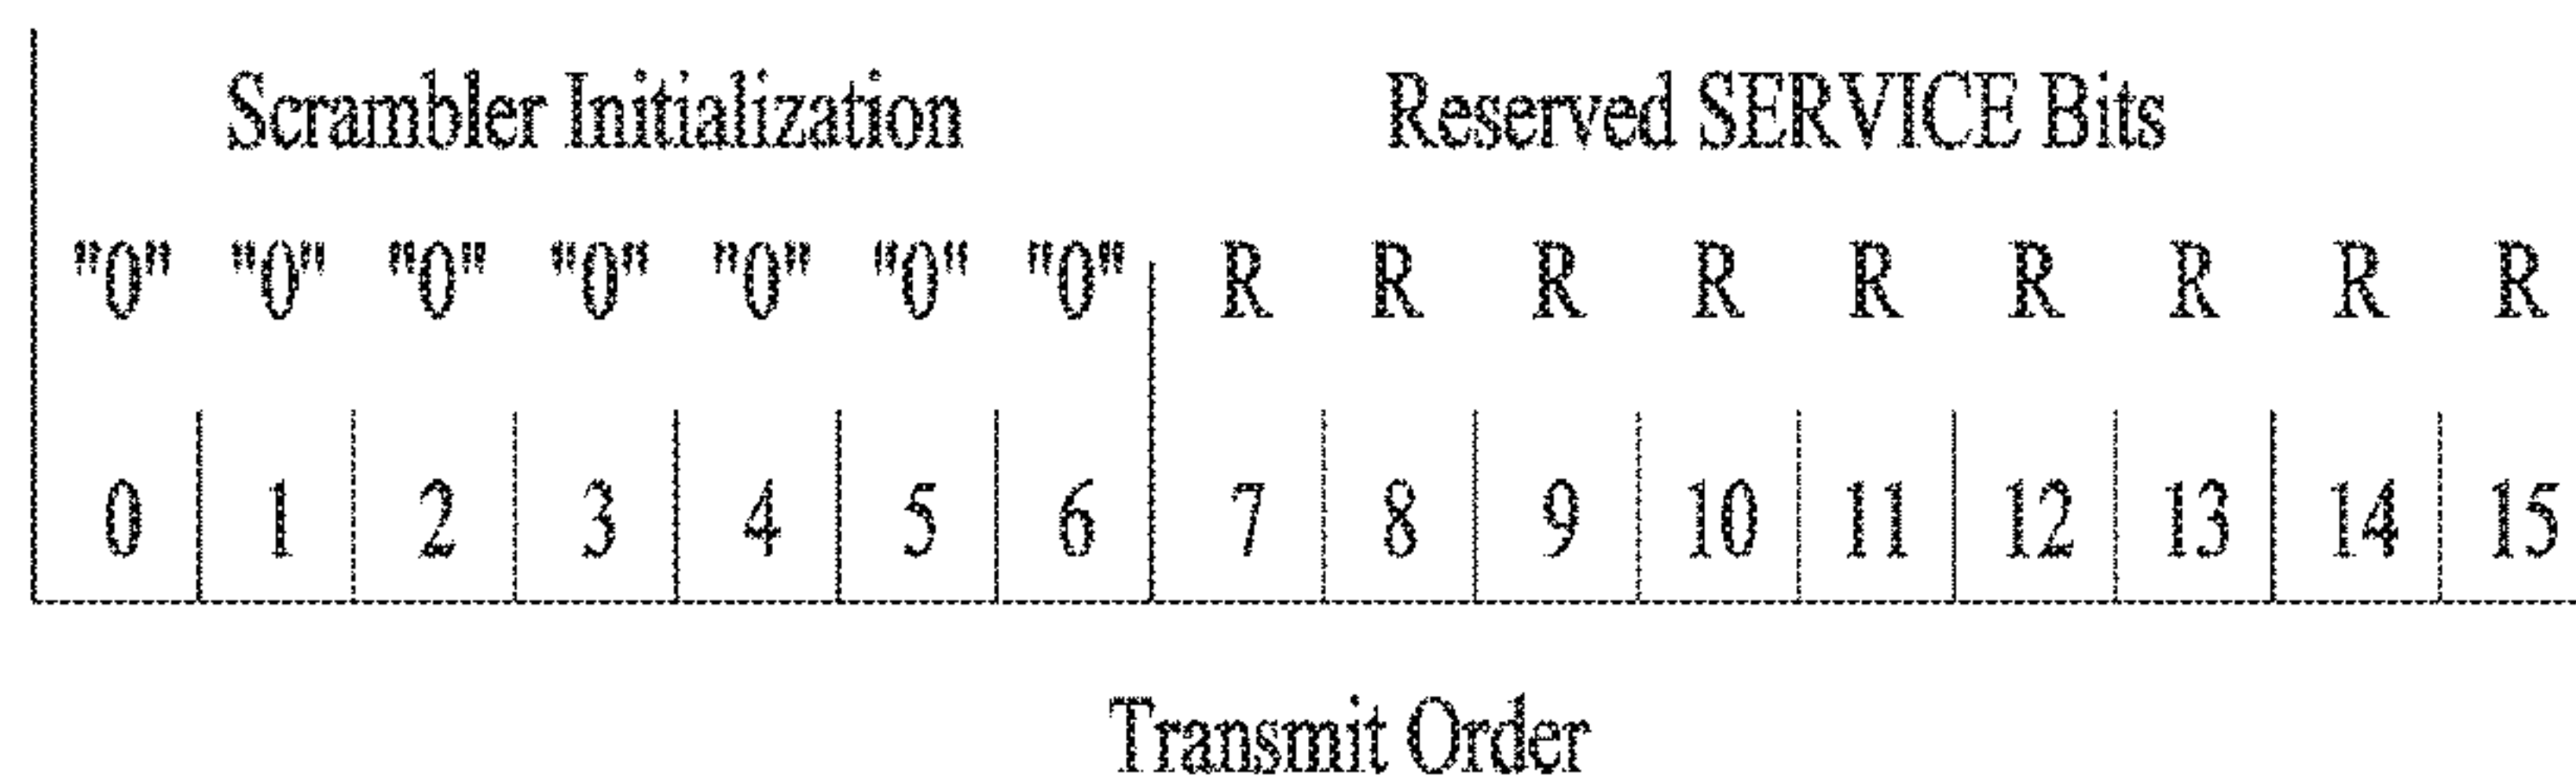 Scrambler Initialization Reserved SERVICE Bits
"0" "0" "0" "0" "0" "0" "0" R R R R R R R R R
0 1 2 3 4 5 6 7 8 9 10 11 12 13 14 15
Transmit Order